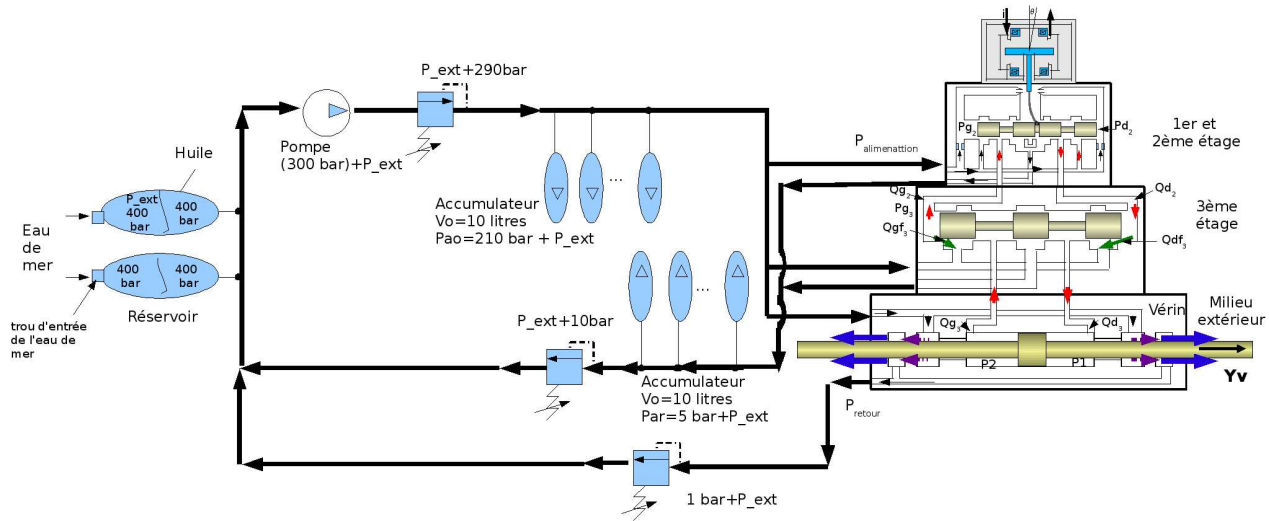 P_ext+290bar
Pompe
(300 bar)+P_ext
Huile
P_ext
400
bar
400
bar
Eau
de
mer
400
bar
400
bar
trou d'entrée
de l'eau de
mer
Réservoir
...
Accumulateur
Vo=10 litres
Pao=210 bar + P_ext
...
P_ext+10bar
Accumulateur
Vo=10 litres
Par=5 bar+P_ext
1 bar+P_ext
P alimenattion
P retour
i
θ
Pg2
Pd2
1er et
2ème étage
Qg2
Qd2
Pg3
Qgf3
Qdf3
3ème
étage
Qg3
Qd3
Vérin
Milieu
extérieur
P2
P1
Yv